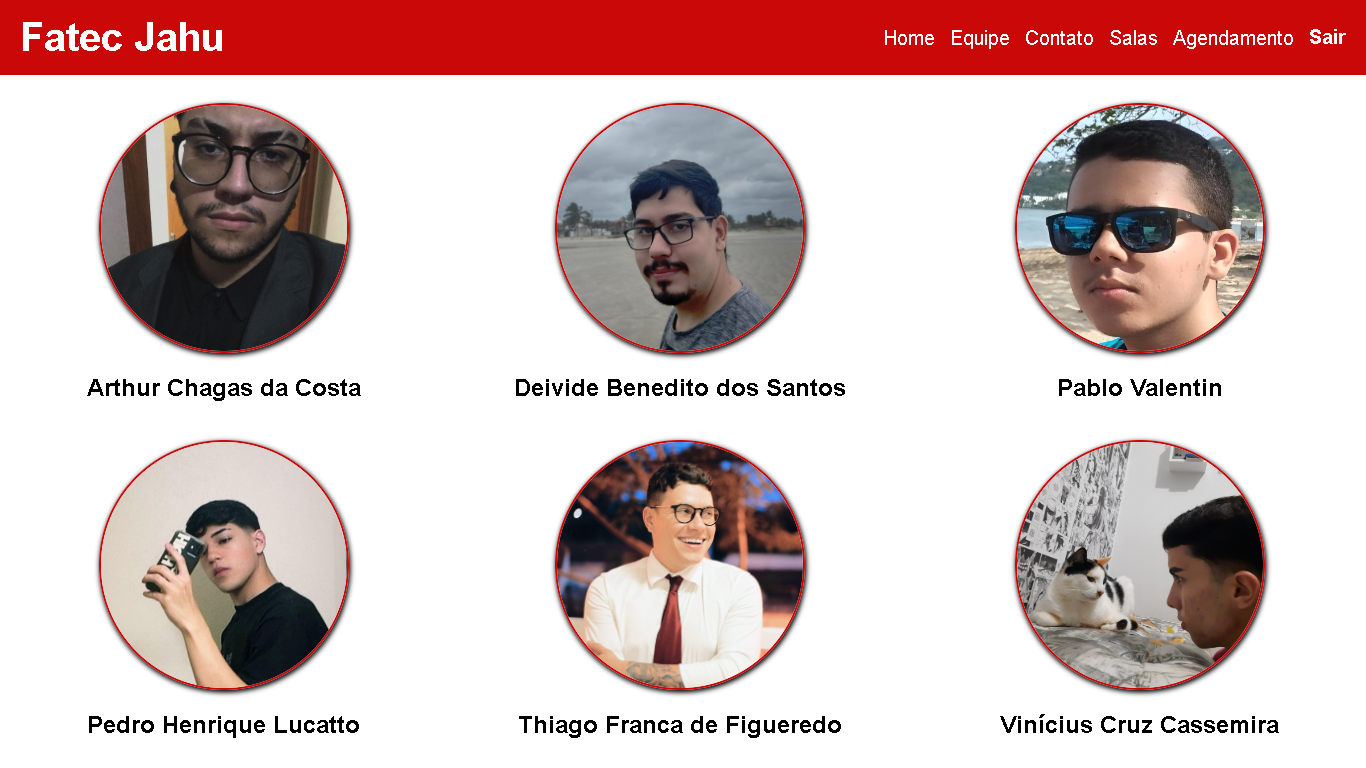 Fatec Jahu
Home Equipe Contato Salas Agendamento Sair
Arthur Chagas da Costa
Deivide Benedito dos Santos
Pablo Valentin
Pedro Henrique Lucatto
Thiago Franca de Figueredo
Vinícius Cruz Cassemira